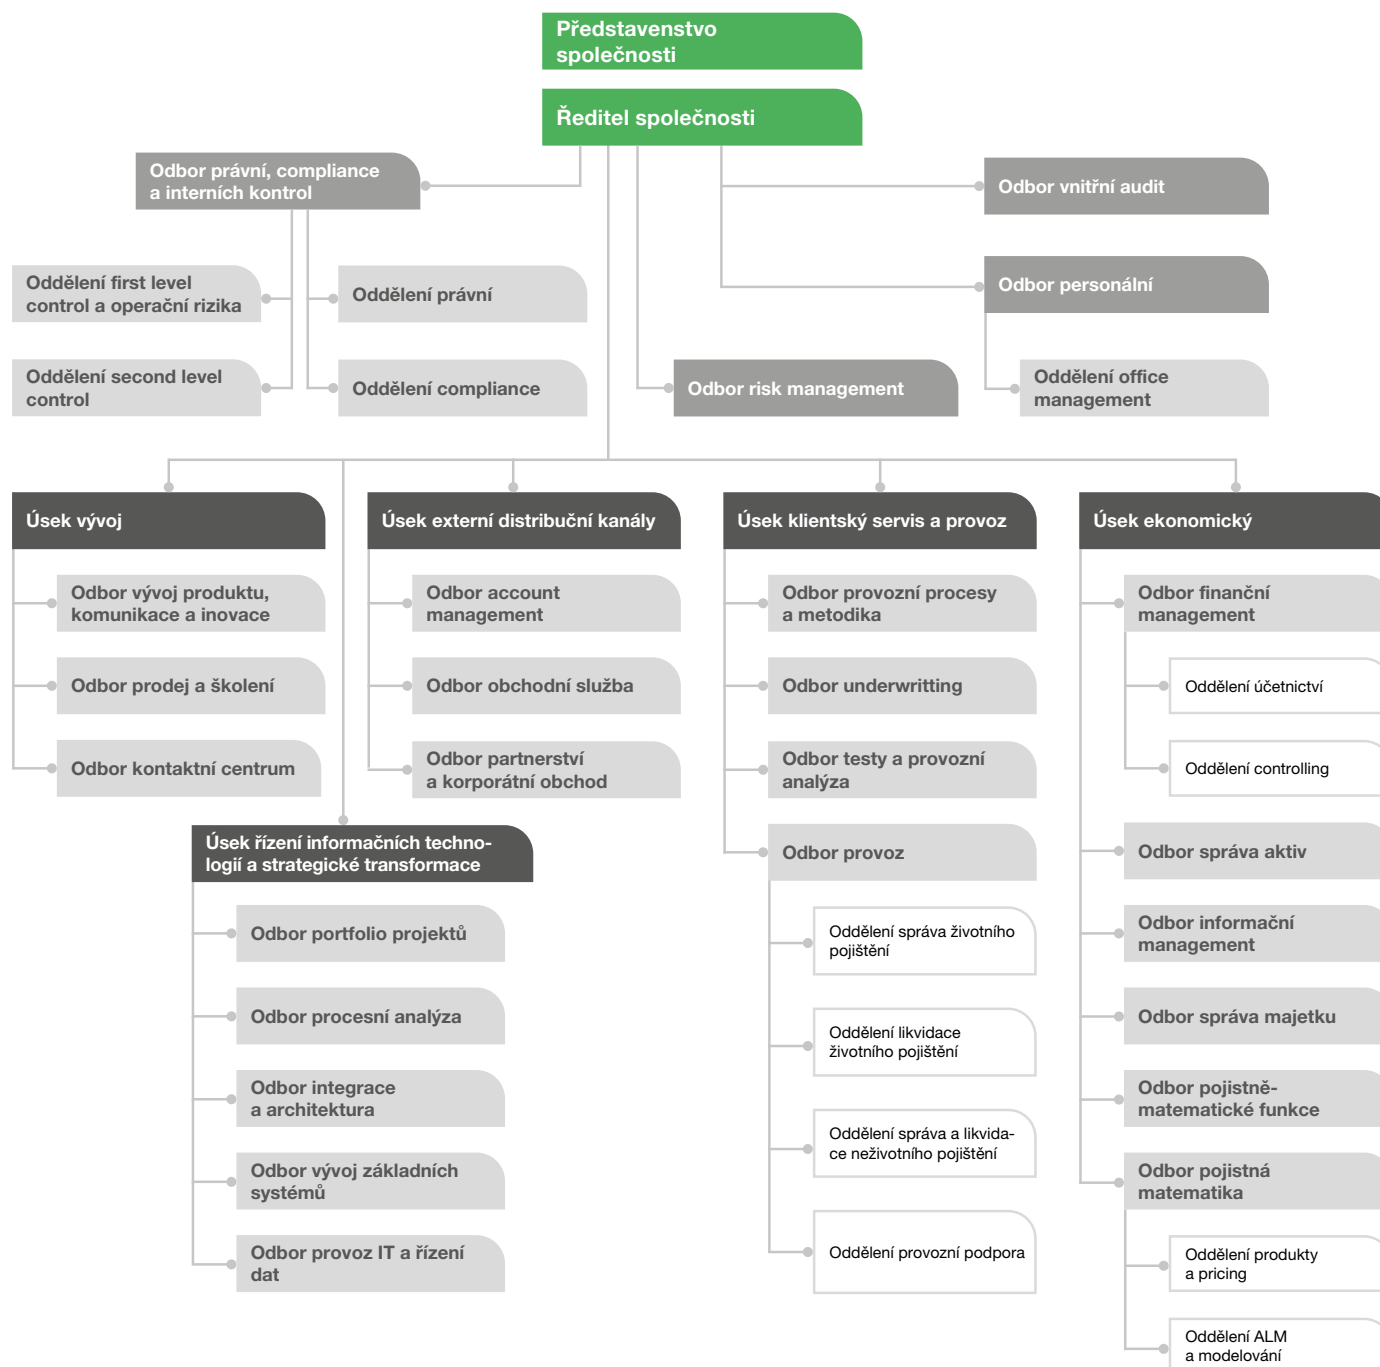 Představenstvo
společnosti
Ředitel společnosti
Odbor právní, compliance
a interních kontrol
Odbor vnitřní audit
Oddělení first level
control a operační rizika
Oddělení právní
Odbor personální
Oddělení second level
control
Oddělení compliance
Odbor risk management
Oddělení office
management
Úsek vývoj
Odbor vývoj produktu,
komunikace a inovace
Odbor prodej a školení
Odbor kontaktní centrum
Úsek externí distribuční kanály
Odbor account
management
Odbor obchodní služba
Odbor partnerství
a korporátní obchod
Úsek řízení informačních techno-
logií a strategické transformace
Odbor portfolio projektů
Odbor procesní analýza
Odbor integrace
a architektura
Odbor vývoj základních
systémů
Odbor provoz IT a řízení
dat
Úsek klientský servis a provoz
Odbor provozní procesy
a metodika
Odbor underwritting
Odbor testy a provozní
analýza
Odbor provoz
Oddělení správa životního
pojištění
Oddělení likvidace
životního pojištění
Oddělení správa a likvida-
ce neživotního pojištění
Oddělení provozní podpora
Úsek ekonomický
Odbor finanční
management
Oddělení účetnictví
Oddělení controlling
Odbor správa aktiv
Odbor informační
management
Odbor správa majetku
Odbor pojistně-
matematické funkce
Odbor pojistná
matematika
Oddělení produkty
a pricing
Oddělení ALM
a modelování